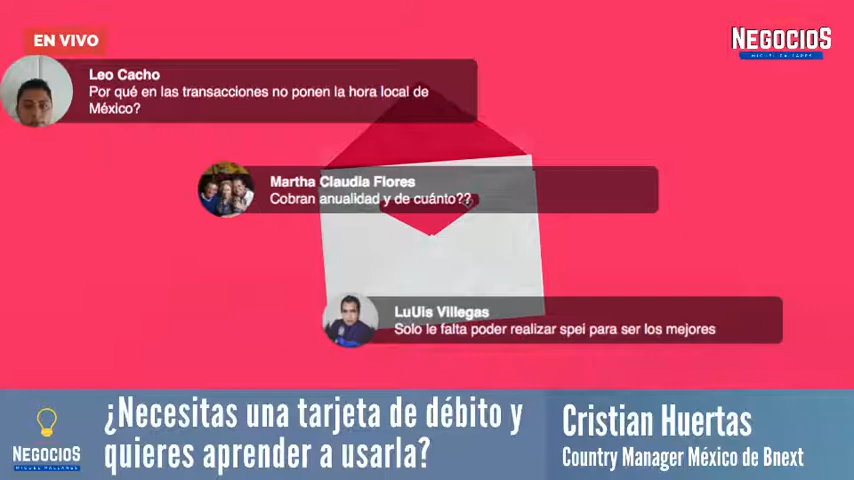 EN VIVO
NEGOCIOS
Leo Cacho
Por qué en las transacciones no ponen la hora local de
México?
Martha Claudia Flores
Cobran anualidad y de cuánto??
LuUis Villegas
Solo le falta poder realizar spei para ser los mejores
¿Necesitas una tarjeta de débito y
quieres aprender a usarla?
Cristian Huertas
Country Manager México de Bnext
NEGOCIOS
MIGUEL PALLARES